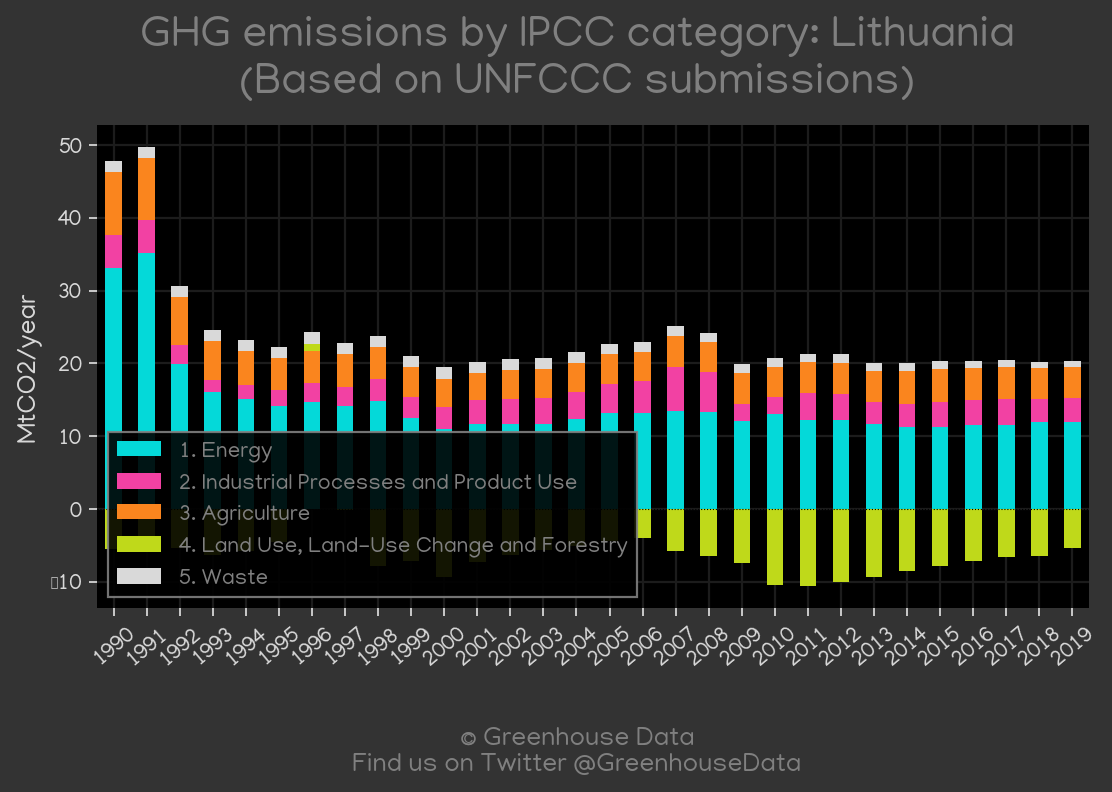 GHG emissions by IPCC category: Lithuania
(Based on UNFCCC submissions)
MtCO2/year
50
40
30
20
10
0
▯10
1. Energy
2. Industrial Processes and Product Use
3. Agriculture
4. Land Use, Land-Use Change and Forestry
5. Waste
1990 1991 1992 1993 1994 1995 1996 1997 1998 1999 2000 2001 2002 2003 2004 2005 2006 2007 2008 2009 2010 2011 2012 2013 2014 2015 2016 2017 2018 2019
© Greenhouse Data
Find us on Twitter @GreenhouseData